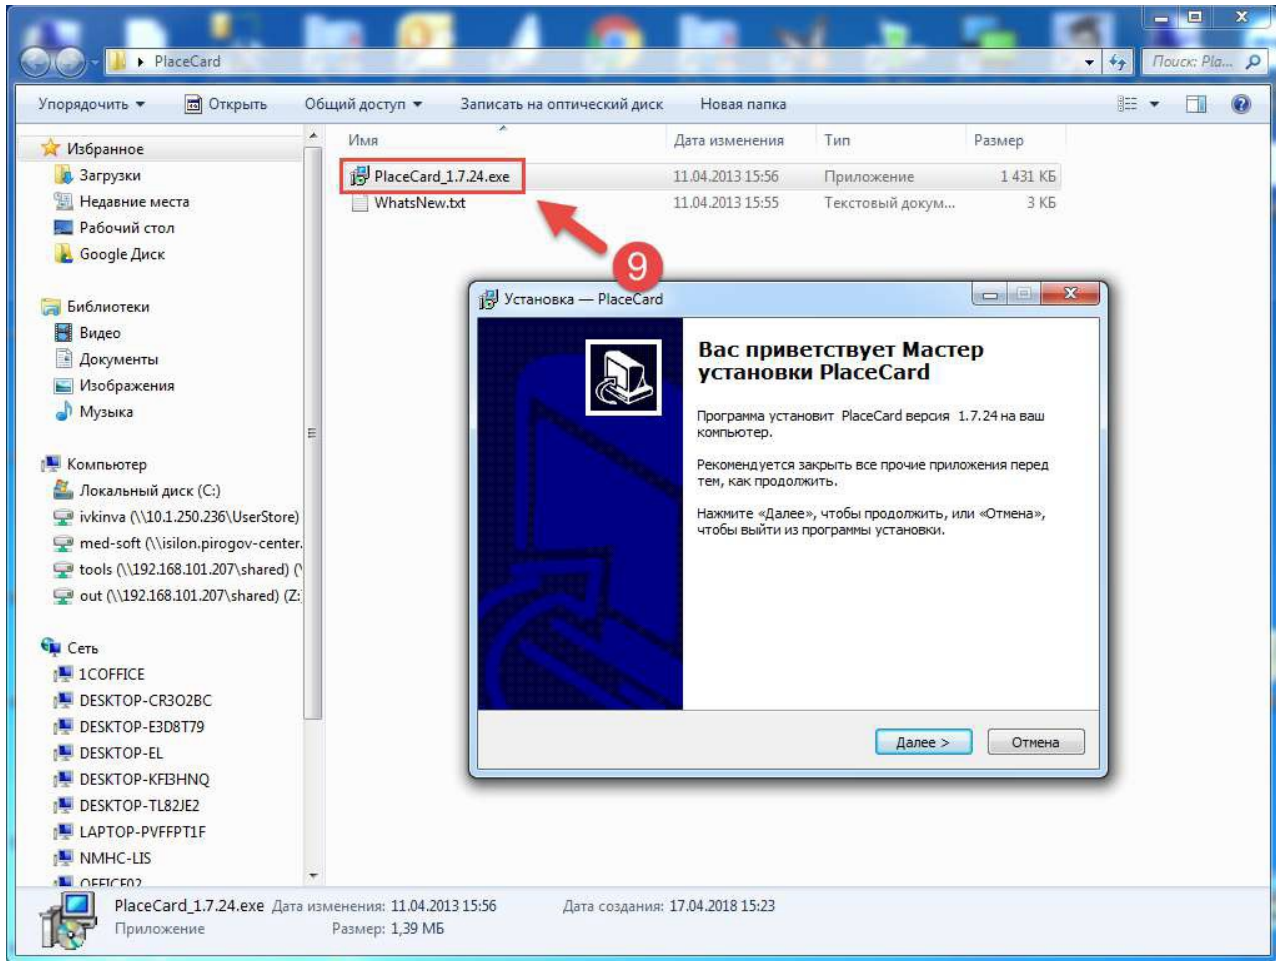 PlaceCard
Поиск: Pla...
Упорядочить Открыть Общий доступ Записать на оптический диск Новая папка
Имя Дата изменения Тип Размер
PlaceCard_1.7.24.exe 11.04.2013 15:56 Приложение 1 431 КБ
WhatsNew.txt 11.04.2013 15:55 Текстовый докум... 3 КБ
9
Избранное
Загрузки
Недавние места
Рабочий стол
Google Диск
Библиотеки
Видео
Документы
Изображения
Музыка
Компьютер
Локальный диск (C:)
ivkinva (\\10.1.250.236\UserStore)
med-soft (\\isilon.pirogov-center.
tools (\\192.168.101.207\shared) (
out (\\192.168.101.207\shared) (Z:
Сеть
1COFFICE
DESKTOP-CR3O2BC
DESKTOP-E3D8T79
DESKTOP-EL
DESKTOP-KFI3HNQ
DESKTOP-TL82JE2
LAPTOP-PVFFPT1F
NMHC-LIS
OFFICE02
Установка — PlaceCard
Вас приветствует Мастер
установки PlaceCard
Программа установит PlaceCard версия 1.7.24 на ваш
компьютер.
Рекомендуется закрыть все прочие приложения перед
тем, как продолжить.
Нажмите «Далее», чтобы продолжить, или «Отмена»,
чтобы выйти из программы установки.
Далее > Отмена
PlaceCard_1.7.24.exe Дата изменения: 11.04.2013 15:56 Дата создания: 17.04.2018 15:23
Приложение Размер: 1,39 МБ